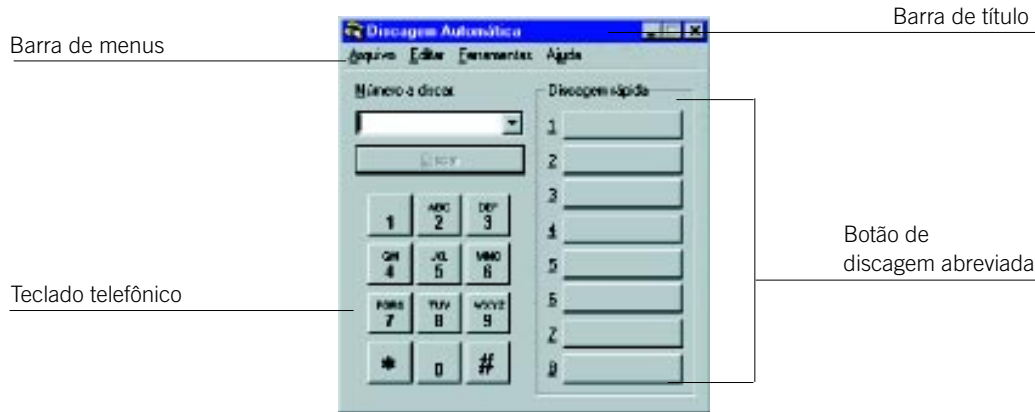 Barra de título
Barra de menus
Discagem Automática
Arquivo Editar Ferramentas Ajuda
Número a discar
Discagem rápida
1
2
3
4
5
6
7
8
Discar
1
ABC 2
DEF 3
GHI 4
JKL 5
MNO 6
PQRS 7
TUV 8
WXYZ 9
*
0
#
Botão de
discagem abreviada
Teclado telefônico